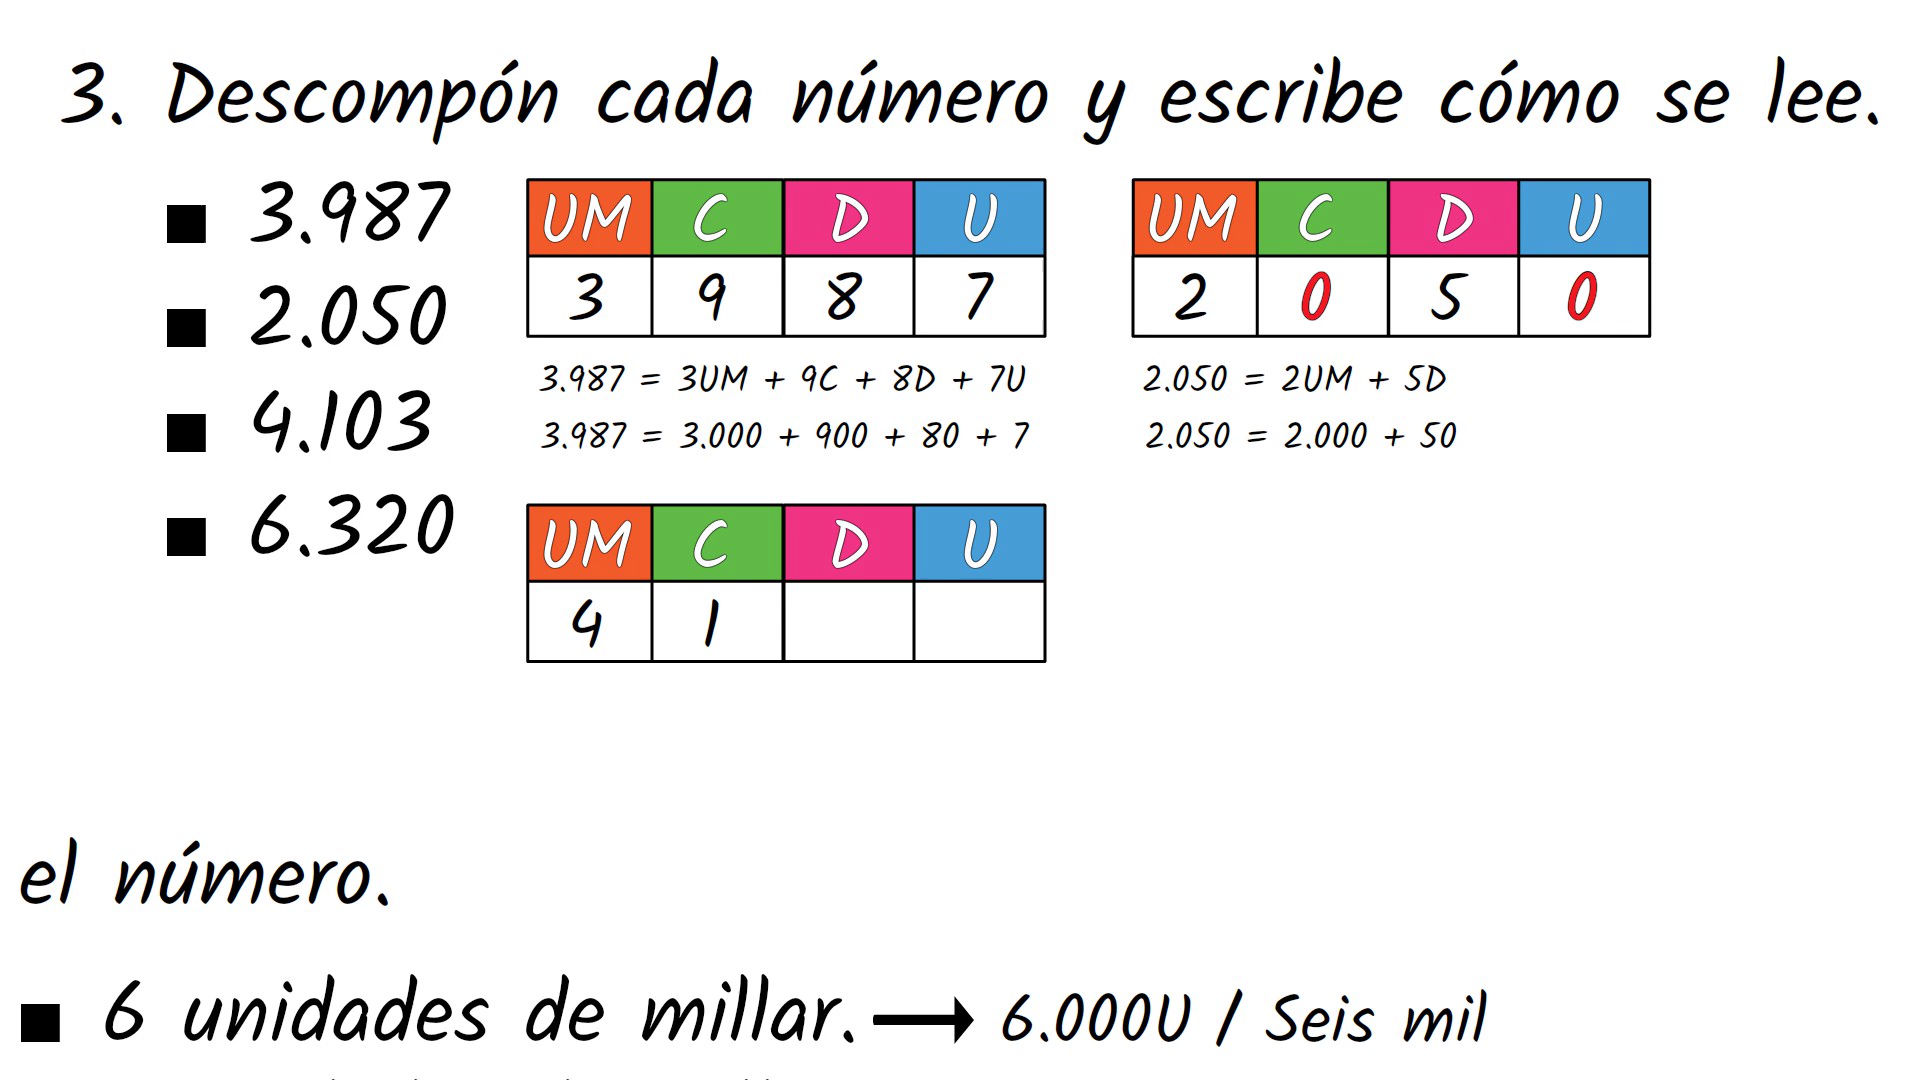 3. Descompón cada número y escribe cómo se lee.
3.987
2.050
4.103
6.320
UM C D U
3 9 8 7
3.987 = 3UM + 9C + 8D + 7U
3.987 = 3.000 + 900 + 80 + 7
UM C D U
2 0 5 0
2.050 = 2UM + 5D
2.050 = 2.000 + 50
UM C D U
4 1
el número.
6 unidades de millar. → 6.000U / Seis mil